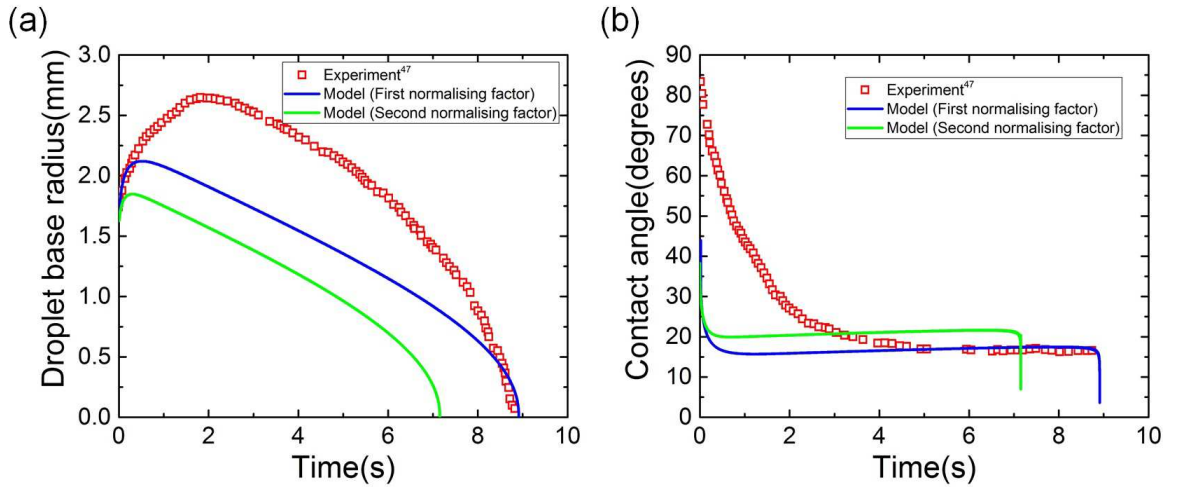 (a)
3.0
2.5
2.0
1.5
1.0
0.5
0.0
Droplet base radius(mm)
Experiment47
Model (First normalising factor)
Model (Second normalising factor)
0 2 4 6 8 10
Time(s)
(b)
90
80
70
60
50
40
30
20
10
0
Contact angle(degrees)
Experiment47
Model (First normalising factor)
Model (Second normalising factor)
0 2 4 6 8 10
Time(s)